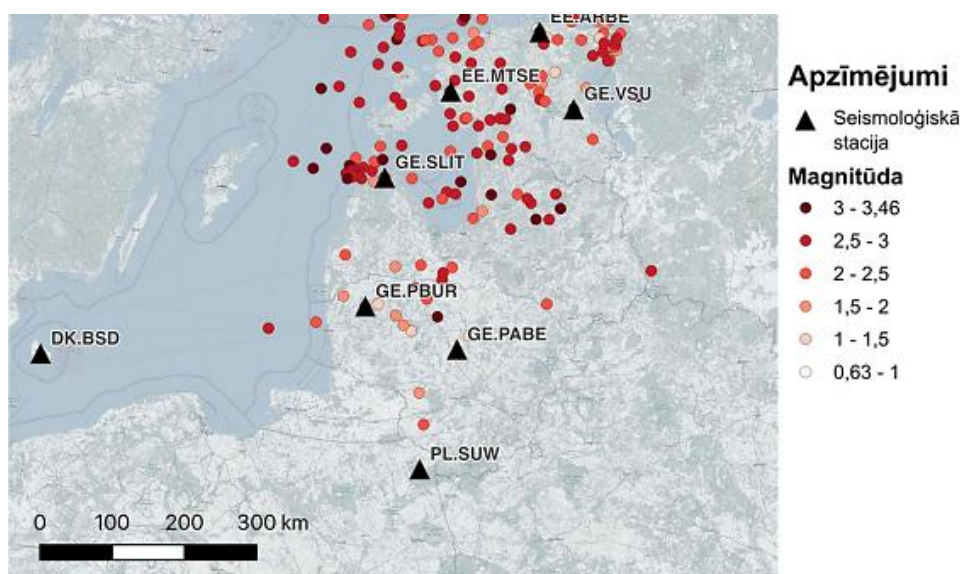 EE.ARBE
EE.MTSE
GE.VSU
GE.SLIT
GE.PBUR
DK.BSD
GE.PABE
PL.SUW
0 100 200 300 km
Apzīmējumi
Seismoloģiskā
stacija
Magnitūda
3 - 3,46
2,5 - 3
2 - 2,5
1,5 - 2
1 - 1,5
0,63 - 1